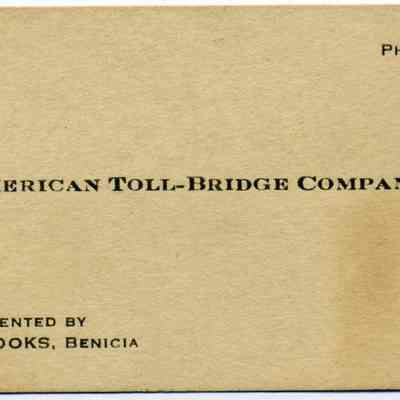 PH
ERICAN TOLL-BRIDGE COMPAN
ENTED BY
OOKS, BENICIA